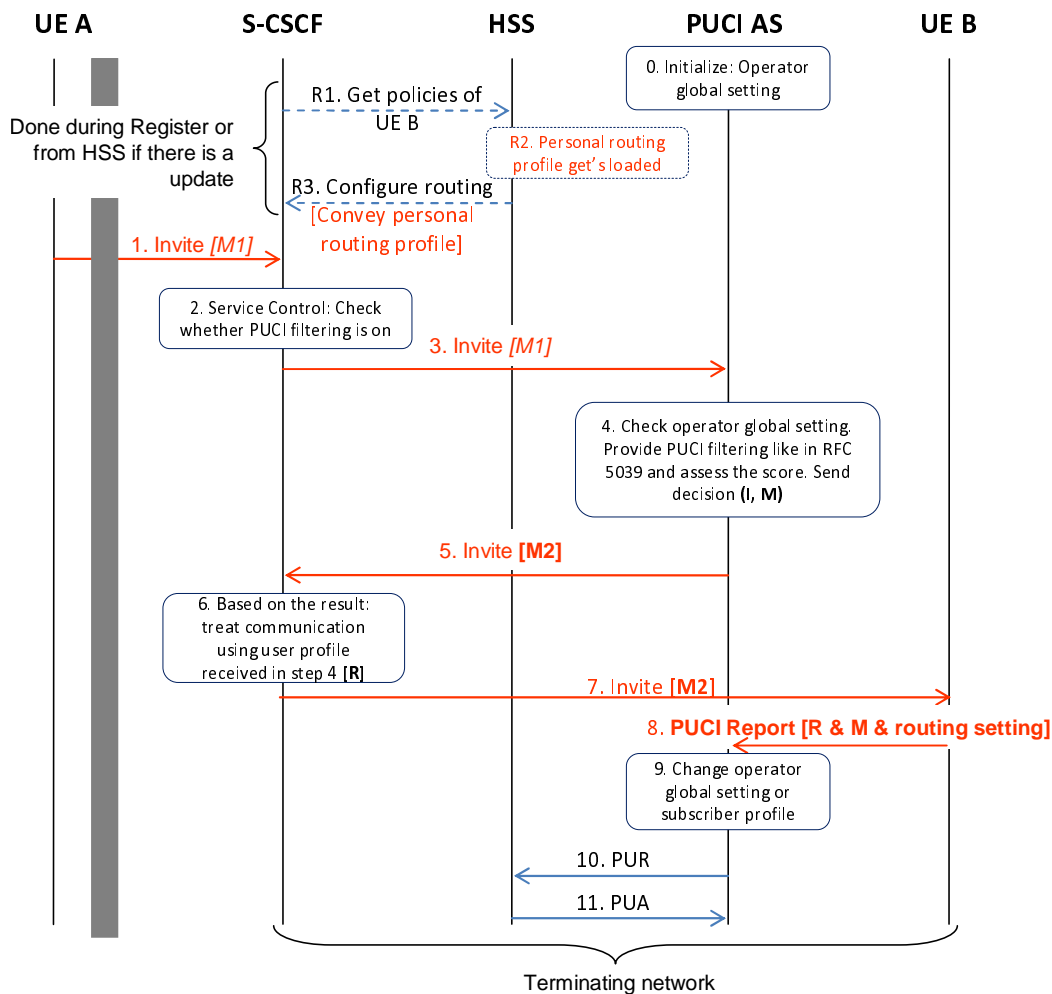 UE A
S-CSCF
HSS
PUCI AS
UE B
0. Initialize: Operator
global setting
R1. Get policies of
UE B
Done during Register or
from HSS if there is a
update
R2. Personal routing
profile get's loaded
R3. Configure routing
[Convey personal
routing profile]
1. Invite [M1]
2. Service Control: Check
whether PUCI filtering is on
3. Invite [M1]
4. Check operator global setting.
Provide PUCI filtering like in RFC
5039 and assess the score. Send
decision (I, M)
5. Invite [M2]
6. Based on the result:
treat communication
using user profile
received in step 4 [R]
7. Invite [M2]
8. PUCI Report [R & M & routing setting]
9. Change operator
global setting or
subscriber profile
10. PUR
11. PUA
Terminating network